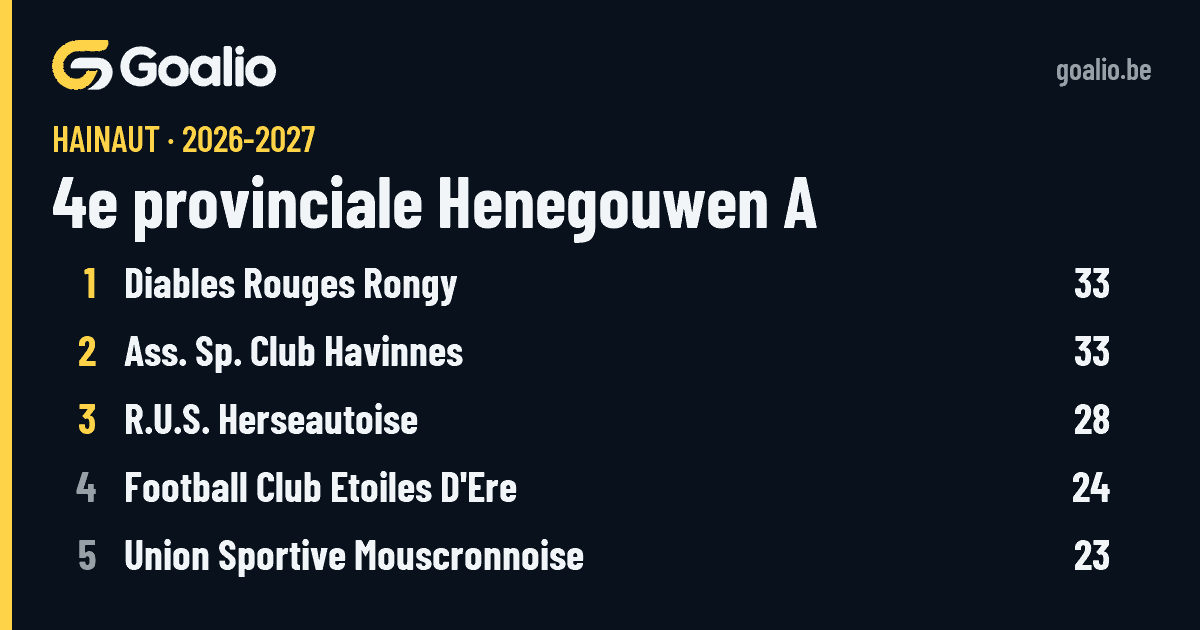 Goalio
goalio.be
HAINAUT · 2026-2027
4e provinciale Henegouwen A
1 Diables Rouges Rongy 33
2 Ass. Sp. Club Havinnes 33
3 R.U.S. Herseautoise 28
4 Football Club Etoiles D'Ere 24
5 Union Sportive Mouscronnoise 23